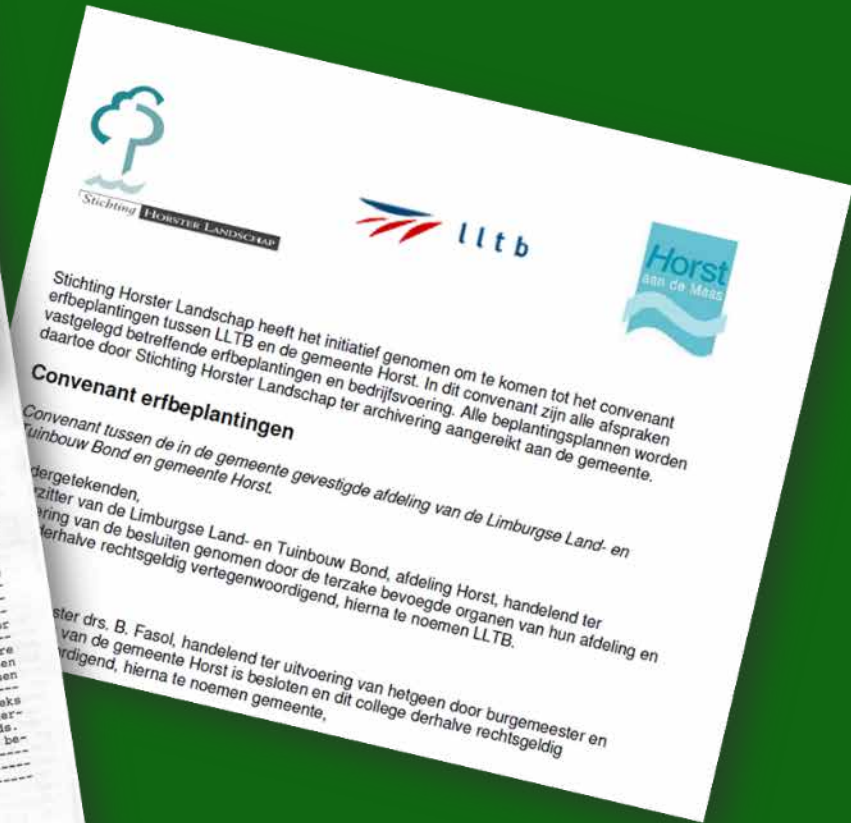 Stichting HORSTER LANDSCHAP
lltb
Horst
aan de Maas
Stichting Horster Landschap heeft het initiatief genomen om te komen tot het convenant
erfbeplantingen tussen LLTB en de gemeente Horst. In dit convenant zijn alle afspraken
vastgelegd betreffende erfbeplantingen en bedrijfsvoering. Alle beplantingsplannen worden
daartoe door Stichting Horster Landschap ter archivering aangereikt aan de gemeente.
Convenant erfbeplantingen
Convenant tussen de in de gemeente gevestigde afdeling van de Limburgse Land- en
Tuinbouw Bond en gemeente Horst.
dergetekenden,
rzitter van de Limburgse Land- en Tuinbouw Bond, afdeling Horst, handelend ter
ering van de besluiten genomen door de terzake bevoegde organen van hun afdeling en
derhalve rechtsgeldig vertegenwoordigend, hierna te noemen LLTB.
ster drs. B. Fasol, handelend ter uitvoering van hetgeen door burgemeester en
van de gemeente Horst is besloten en dit college derhalve rechtsgeldig
rdigend, hierna te noemen gemeente,